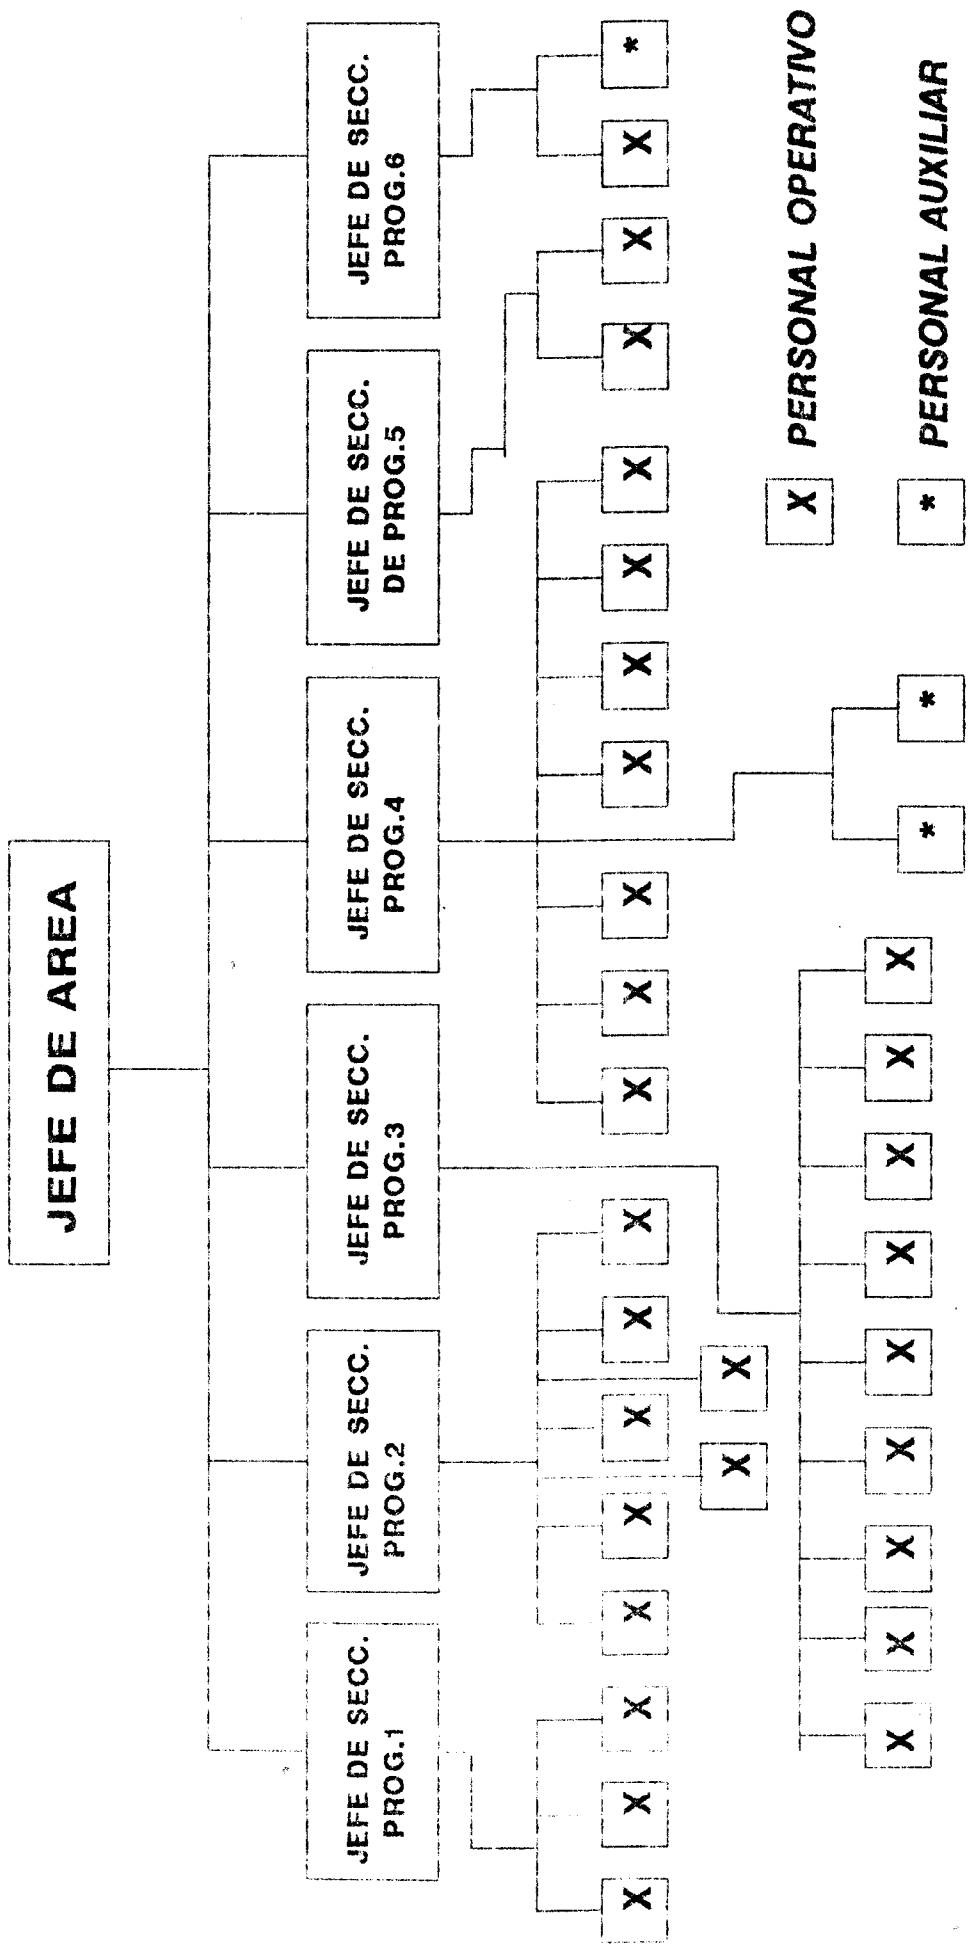 JEFE DE AREA
JEFE DE SECC.
PROG.1
JEFE DE SECC.
PROG.2
JEFE DE SECC.
PROG.3
JEFE DE SECC.
PROG.4
JEFE DE SECC.
DE PROG.5
JEFE DE SECC.
PROG.6
X X X X X X X X X X X X X X X X X X *
X X
X X X X X X X X X
* *
X PERSONAL OPERATIVO
* PERSONAL AUXILIAR